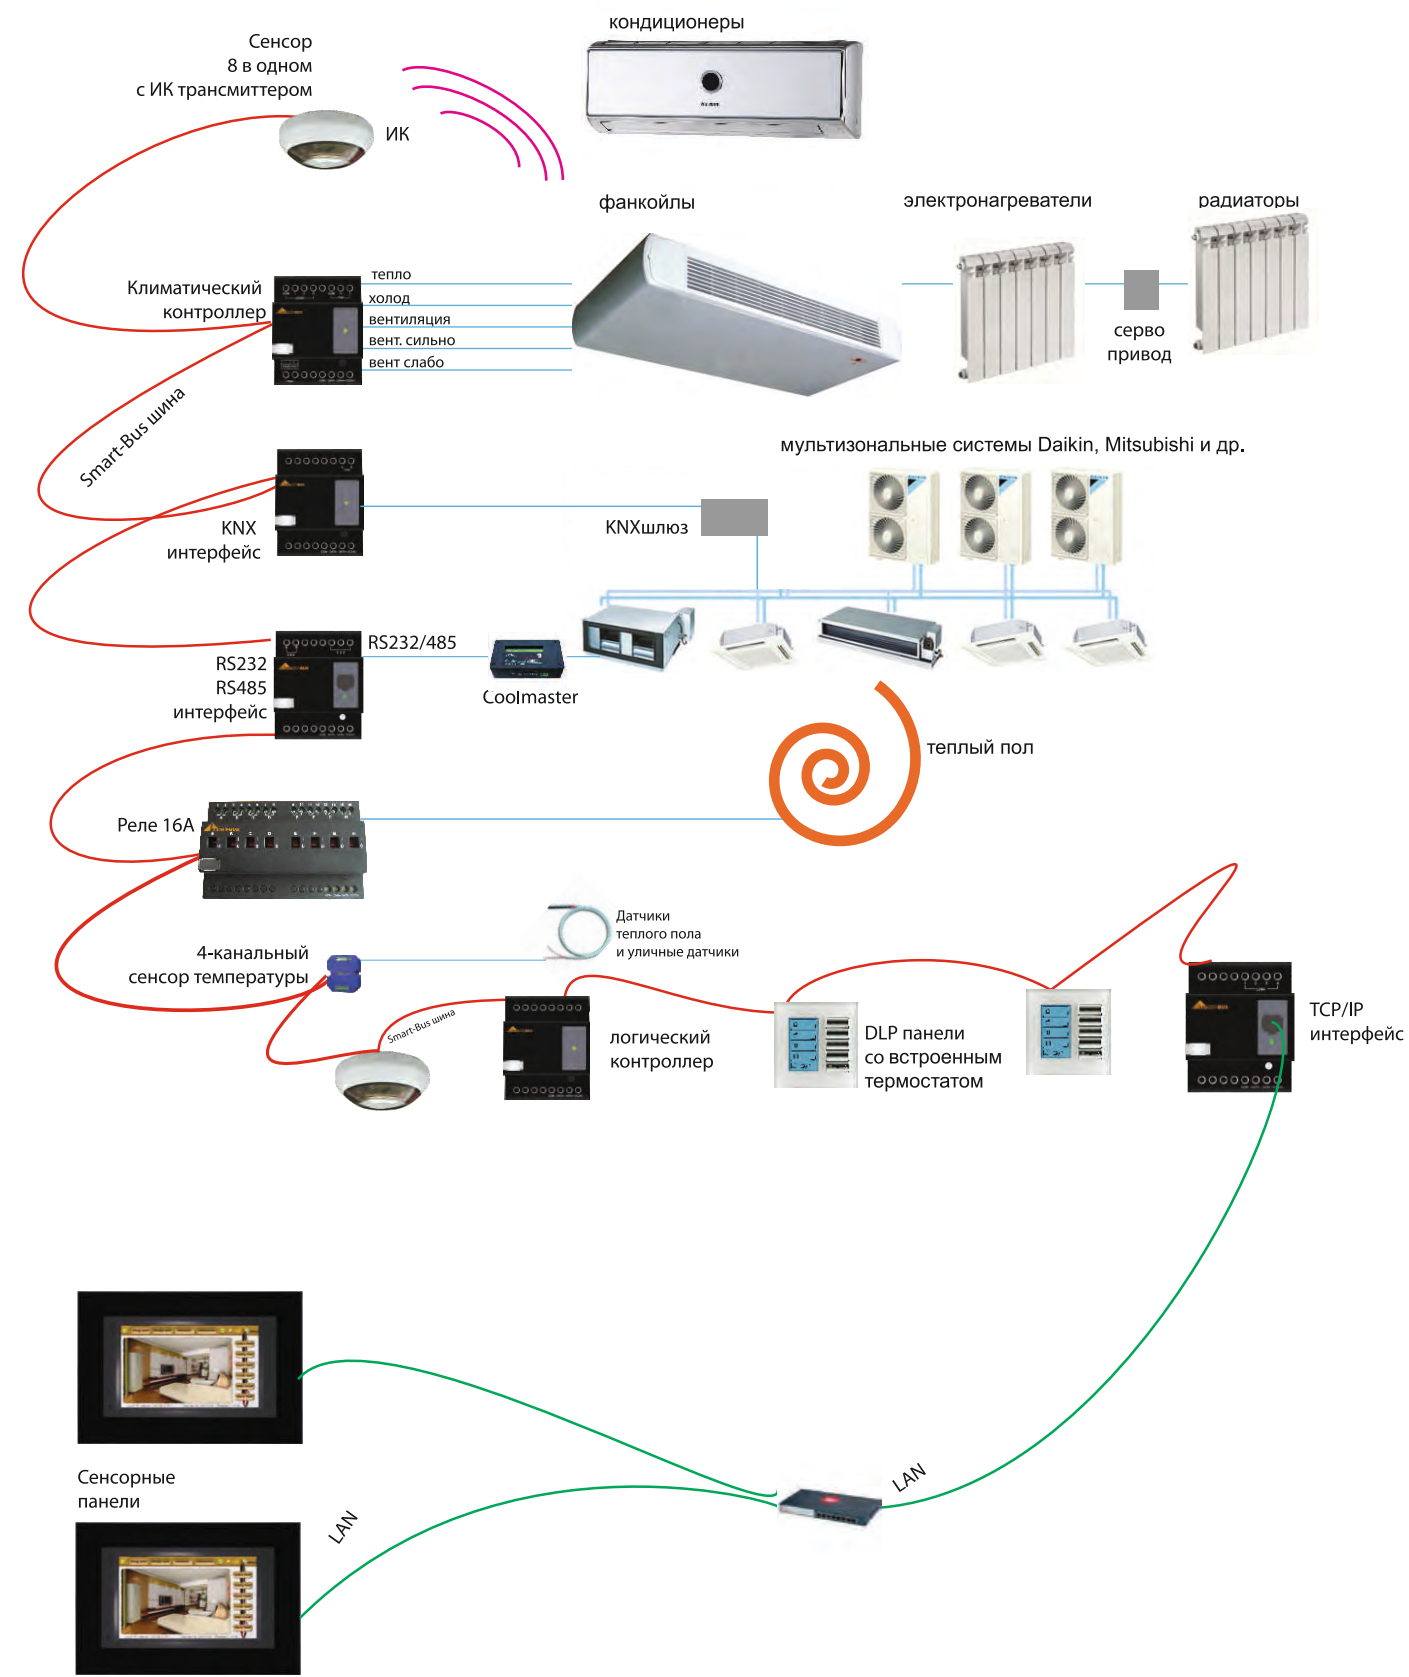 кондиционеры
Сенсор
8 в одном
с ИК трансмиттером
ИК
фанкойлы
электронагреватели
радиаторы
Климатический
контроллер
тепло
холод
вентиляция
вент. сильно
вент слабо
серво
привод
Smart-Bus шина
мультизональные системы Daikin, Mitsubishi и др.
KNX
интерфейс
KNXшлюз
RS232/485
RS232
RS485
интерфейс
Coolmaster
теплый пол
Реле 16А
Датчики
теплого пола
и уличные датчики
4-канальный
сенсор температуры
Smart-Bus шина
логический
контроллер
DLP панели
со встроенным
термостатом
TCP/IP
интерфейс
Сенсорные
панели
LAN
LAN